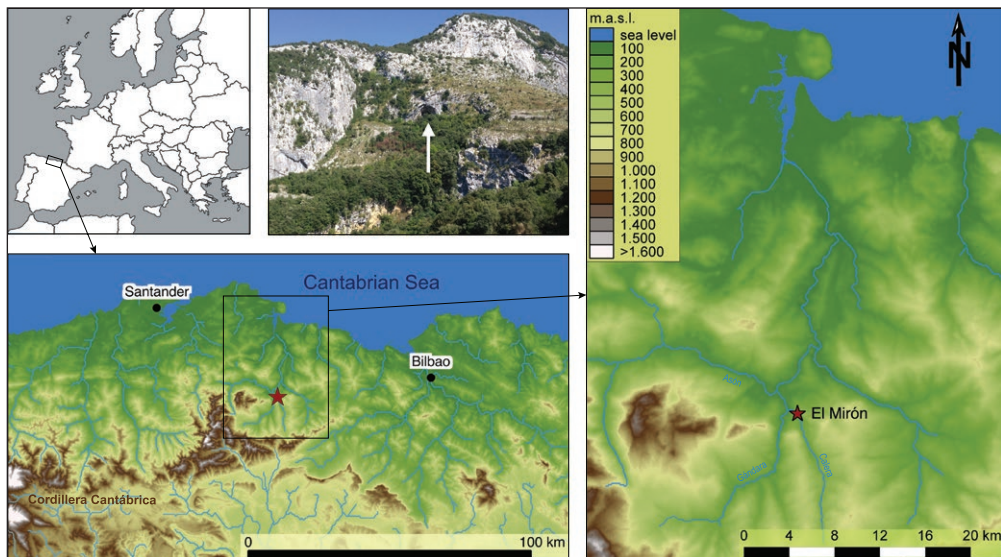 Cantabrian Sea
Santander
Bilbao
Cordillera Cantábrica
0
100 km
m.a.s.l.
sea level
100
200
300
400
500
600
700
800
900
1.000
1.100
1.200
1.300
1.400
1.500
>1.600
N
El Mirón
Gándara
Calera
0 4 8 12 16 20 km